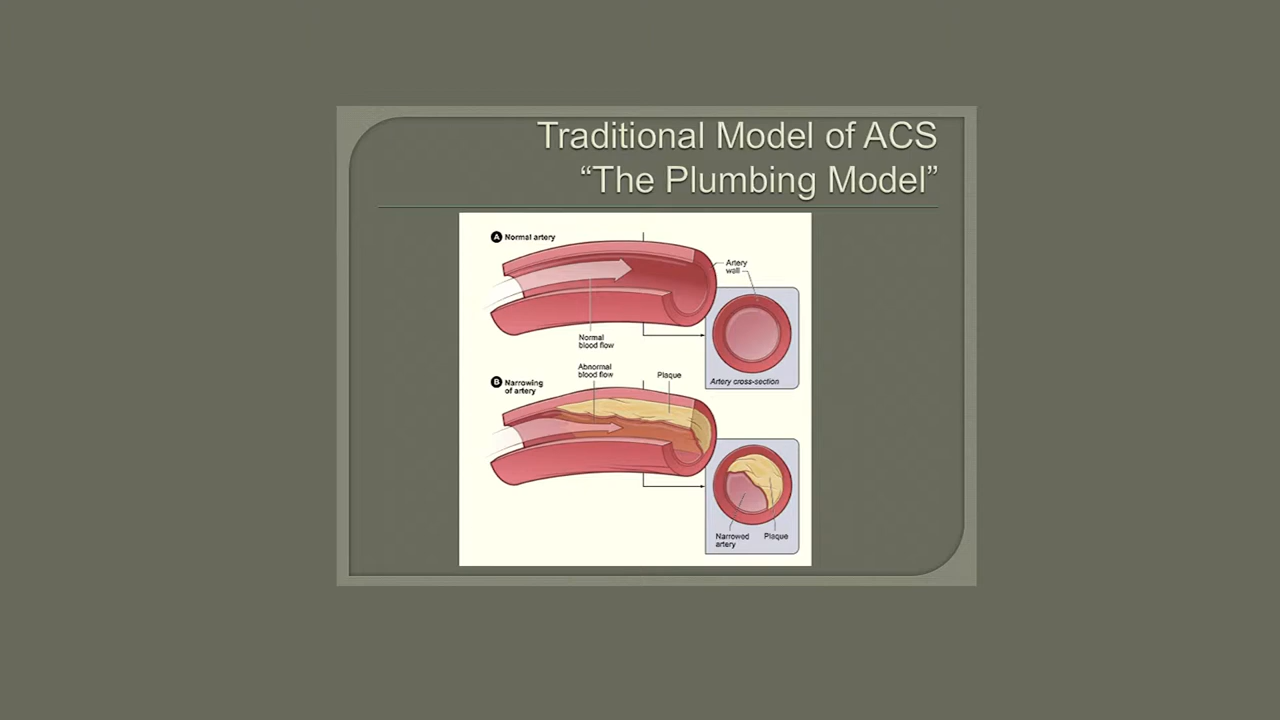 Traditional Model of ACS
“The Plumbing Model”
A Normal artery
Artery
wall
Normal
blood flow
Artery cross-section
Abnormal
blood flow
Plaque
B Narrowing
of artery
Narrowed
artery
Plaque